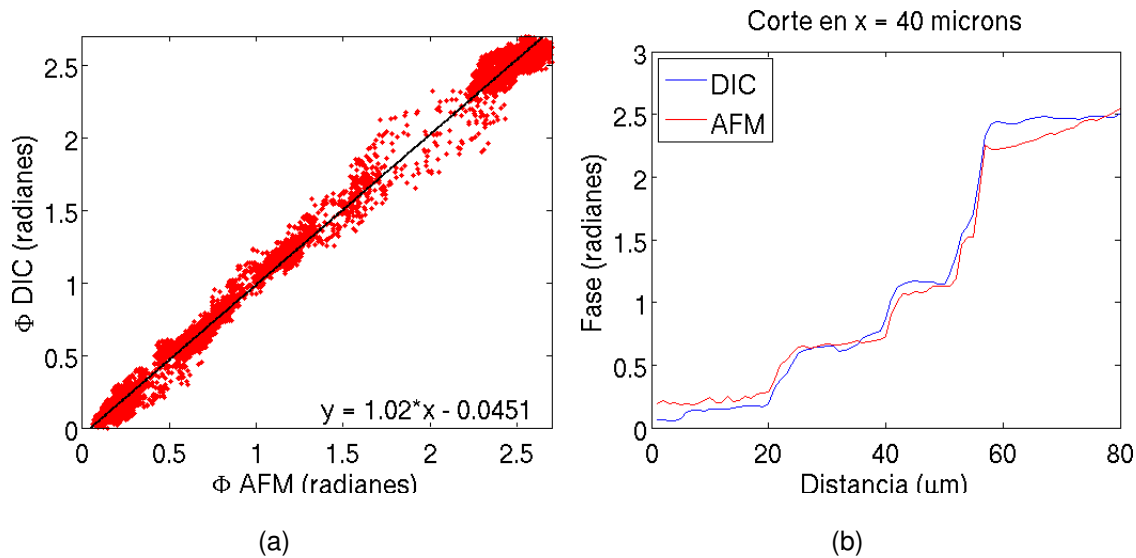 Φ DIC (radianes)
2.5
2
1.5
1
0.5
0
y = 1.02*x - 0.0451
0
0.5
1
1.5
2
2.5
Φ AFM (radianes)
(a)
Corte en x = 40 microns
DIC
AFM
Fase (radianes)
3
2.5
2
1.5
1
0.5
0
0
20
40
60
80
Distancia (um)
(b)